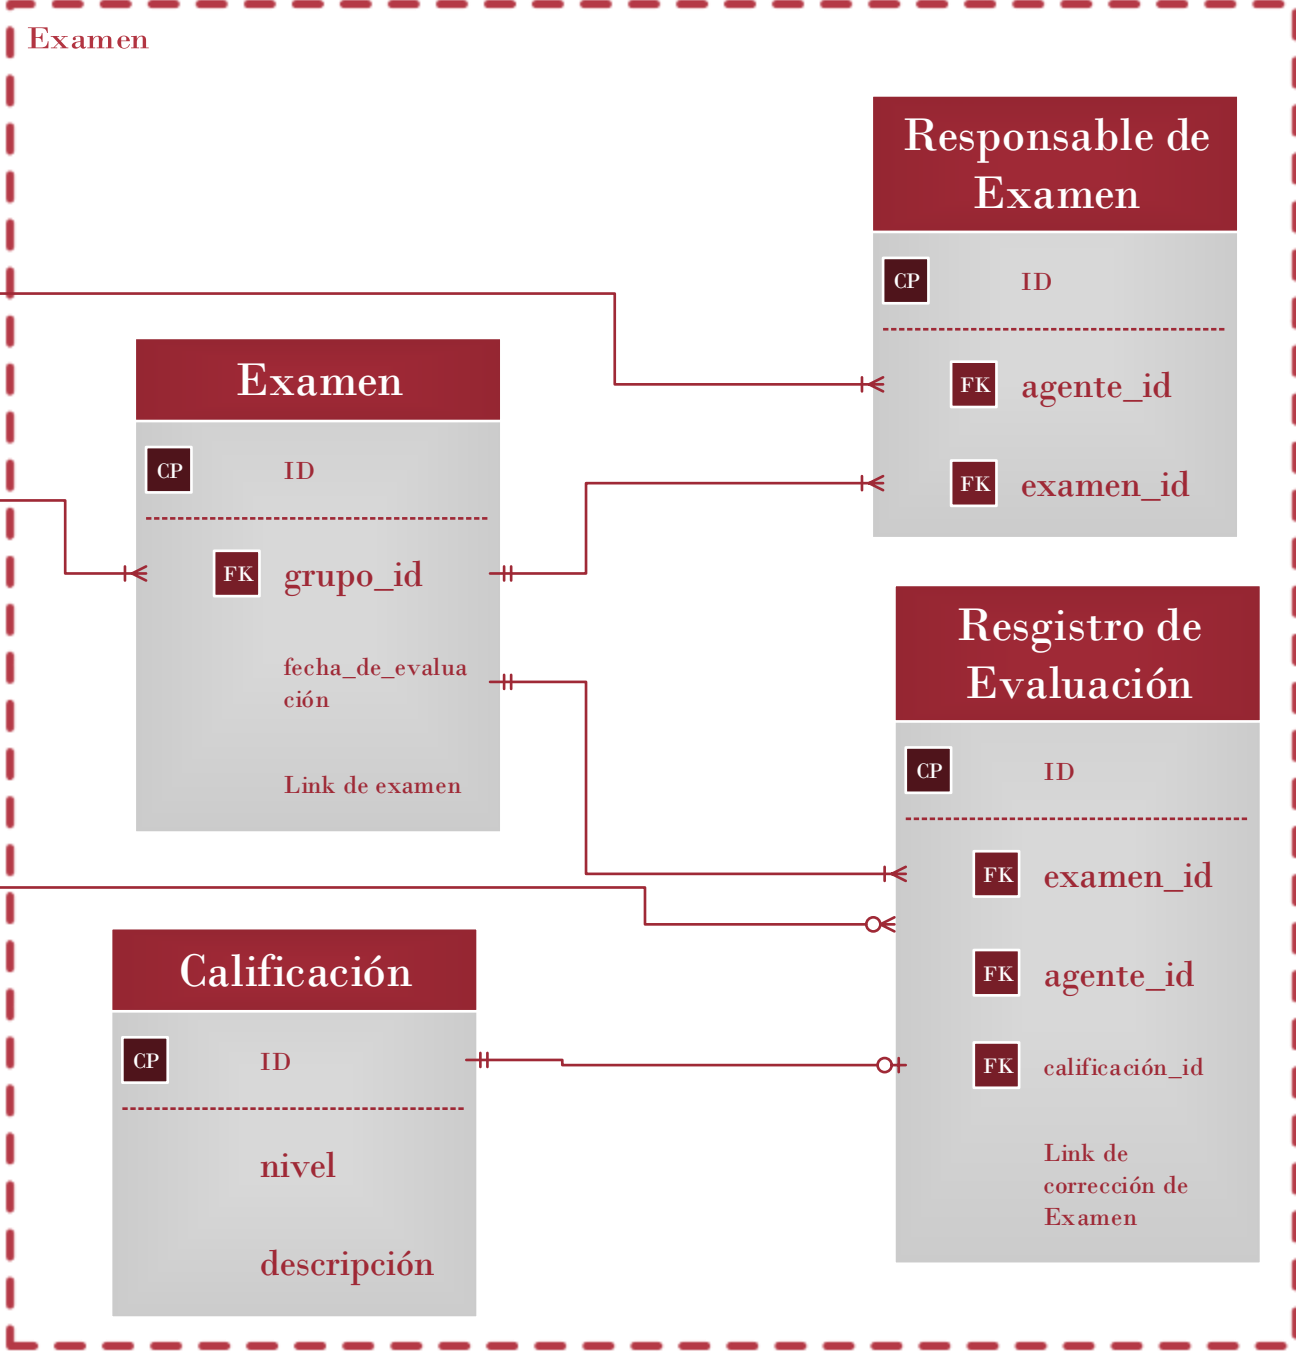 Examen
Responsable de
Examen
CP ID
FK agente_id
FK examen_id
Examen
CP ID
FK grupo_id
fecha_de_evalua
ción
Link de examen
Resgistro de
Evaluación
CP ID
FK examen_id
FK agente_id
FK calificación_id
Link de
corrección de
Examen
Calificación
CP ID
nivel
descripción